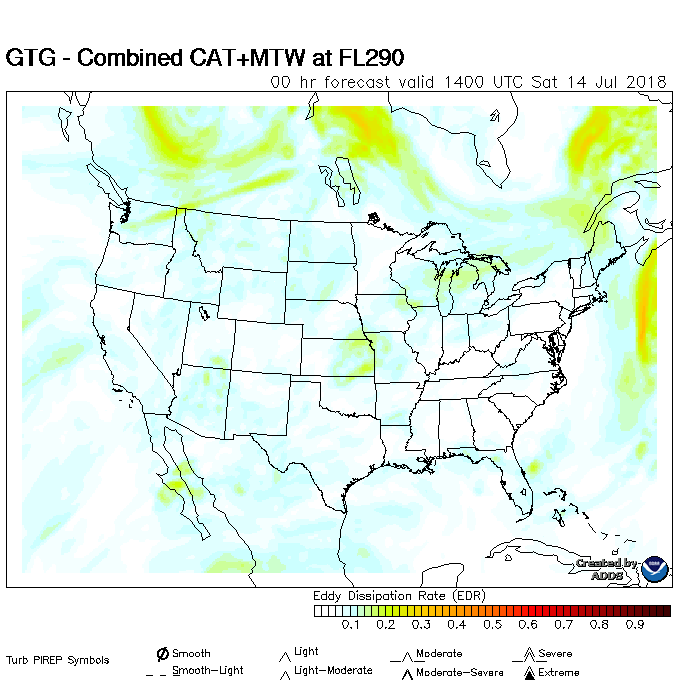 GTG - Combined CAT+MTW at FL290
00 hr forecast valid 1400 UTC Sat 14 Jul 2018
Created by
ADDS
Eddy Dissipation Rate (EDR)
0.1 0.2 0.3 0.4 0.5 0.6 0.7 0.8 0.9
Turb PIREP Symbols
Smooth Light Moderate Severe
Smooth-Light Light-Moderate Moderate-Severe Extreme